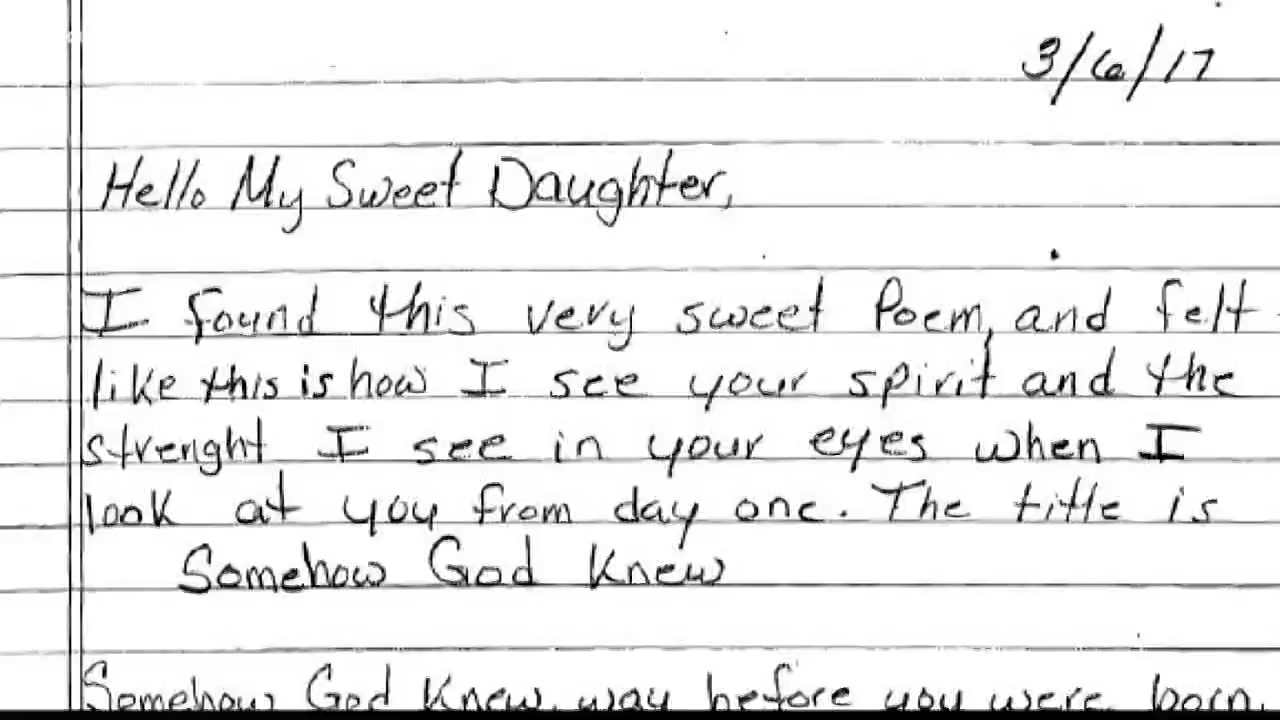 3/6/17
Hello My Sweet Daughter,
I found this very sweet Poem, and felt
like this is how I see your spirit and the
strenght I see in your eyes when I
look at you from day one. The title is
Somehow God Knew
Somehow God Knew way before you were born,